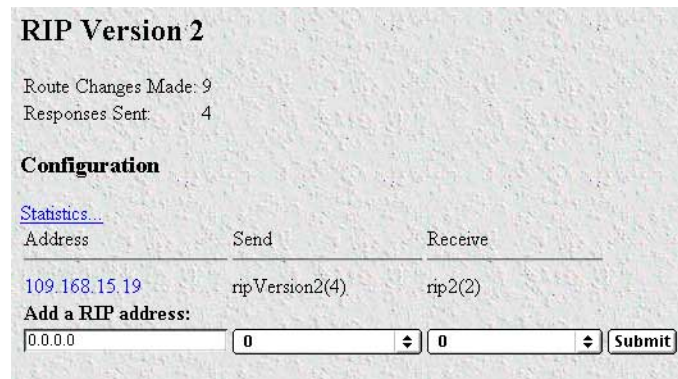 RIP Version 2
Route Changes Made: 9
Responses Sent: 4
Configuration
Statistics...
Address Send Receive
109.168.15.19 ripVersion2(4) rip2(2)
Add a RIP address:
0.0.0.0 0 0 Submit